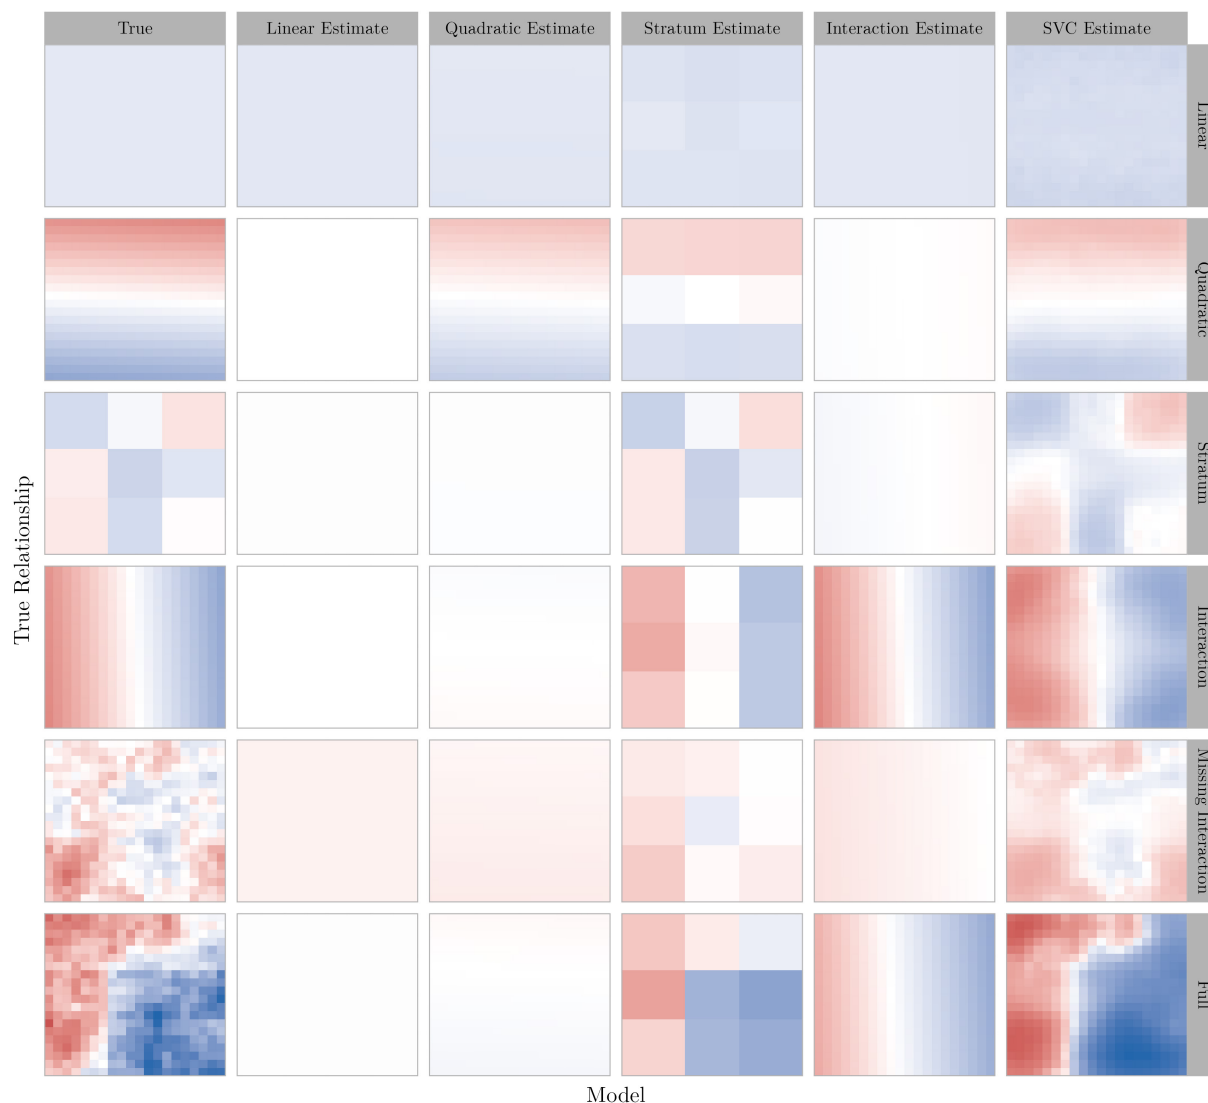 True
Linear Estimate
Quadratic Estimate
Stratum Estimate
Interaction Estimate
SVC Estimate
Linear
Quadratic
Stratum
Interaction
Missing Interaction
Full
True Relationship
Model